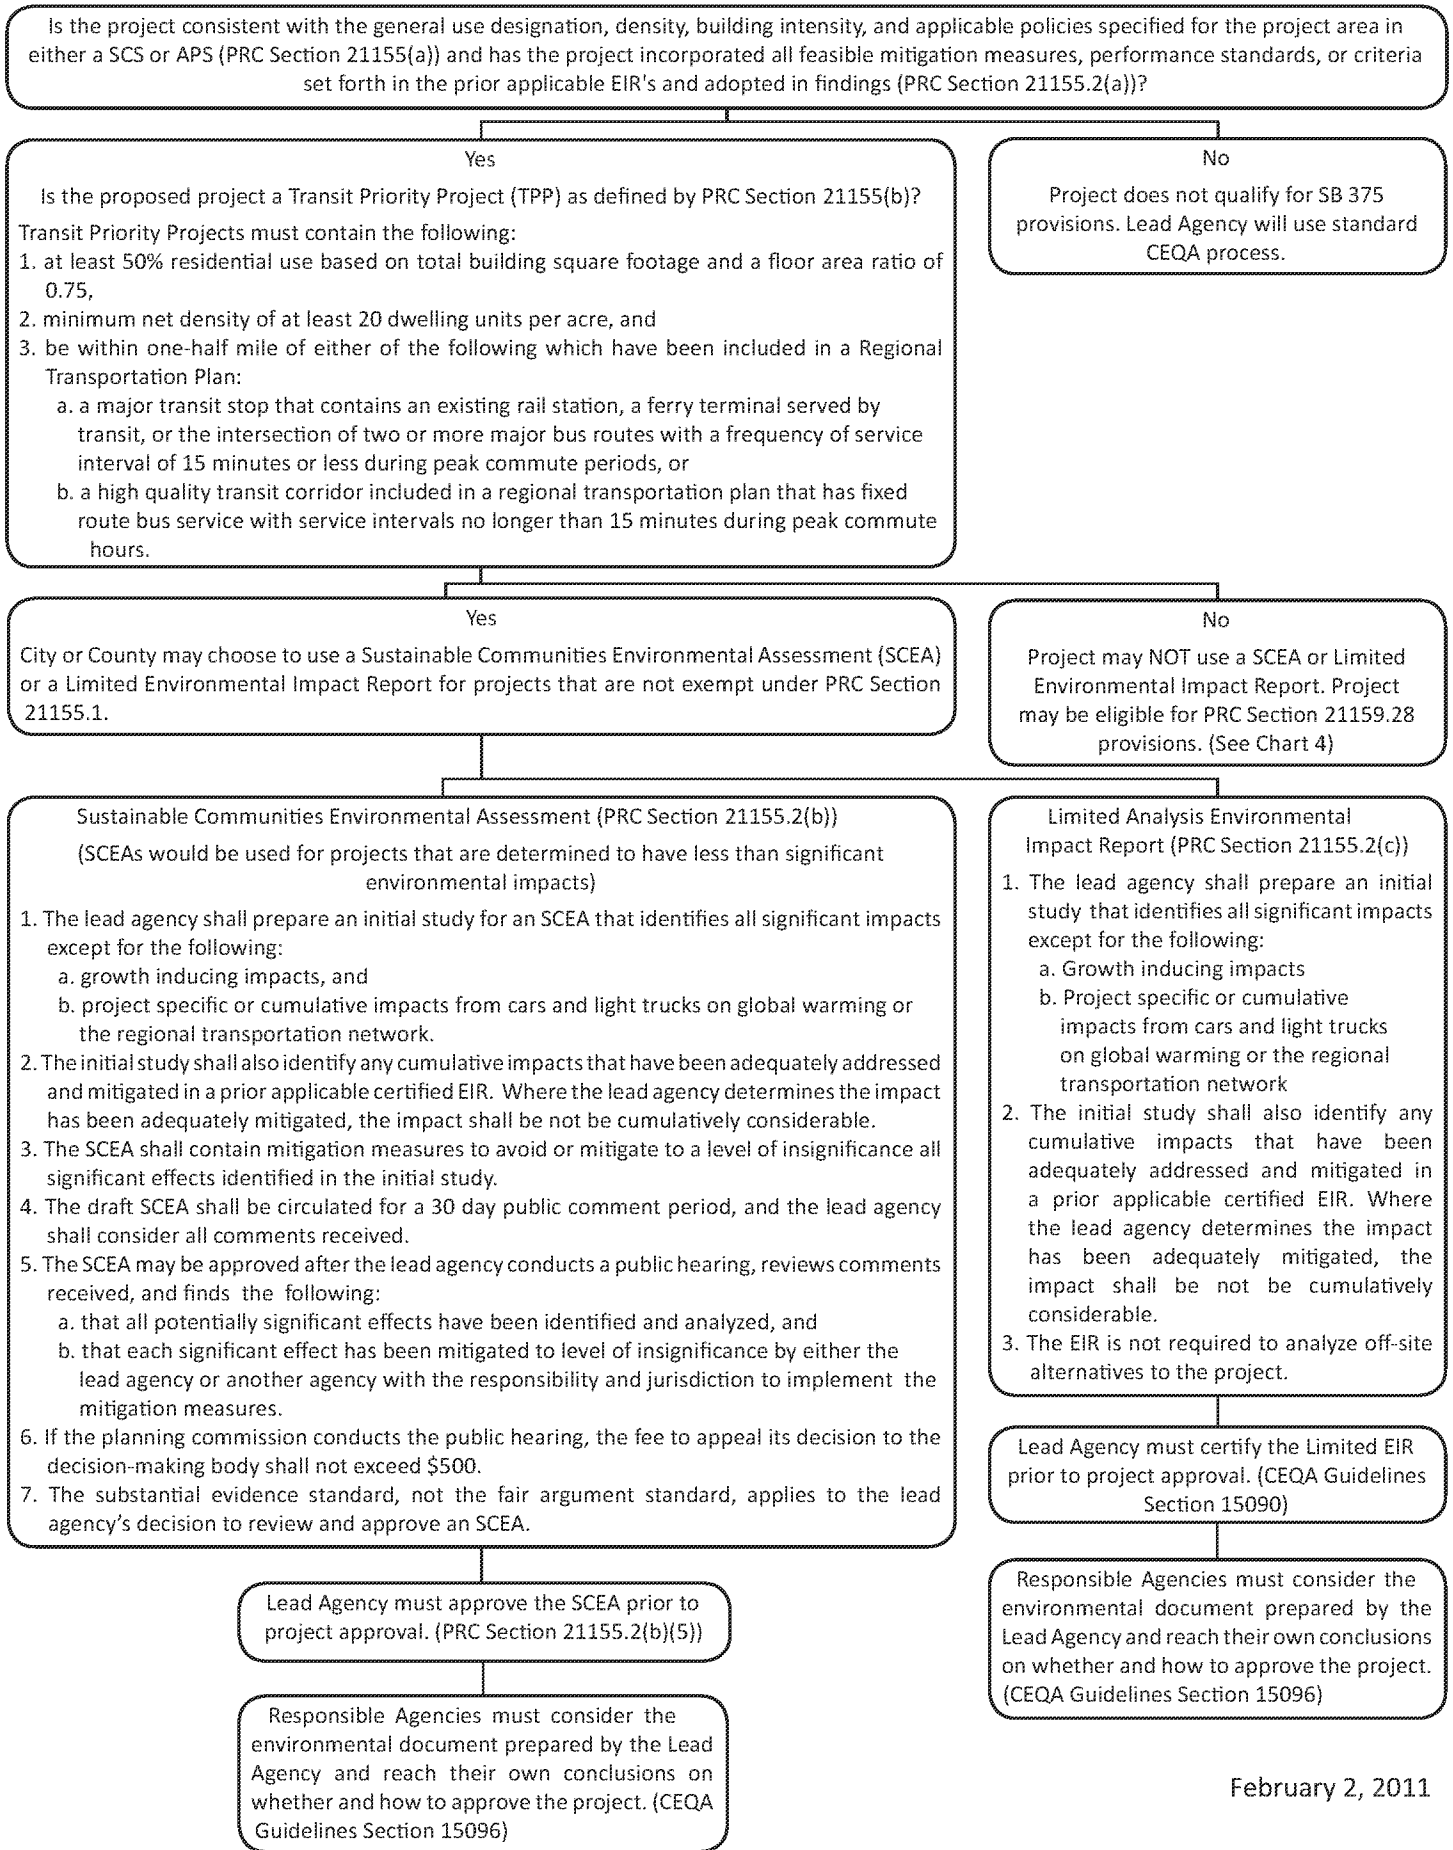 Is the project consistent with the general use designation, density, building intensity, and applicable policies specified for the project area in
either a SCS or APS (PRC Section 21155(a)) and has the project incorporated all feasible mitigation measures, performance standards, or criteria
set forth in the prior applicable EIR's and adopted in findings (PRC Section 21155.2(a))?
Yes
Is the proposed project a Transit Priority Project (TPP) as defined by PRC Section 21155(b)?
Transit Priority Projects must contain the following:
1. at least 50% residential use based on total building square footage and a floor area ratio of
0.75,
2. minimum net density of at least 20 dwelling units per acre, and
3. be within one-half mile of either of the following which have been included in a Regional
Transportation Plan:
a. a major transit stop that contains an existing rail station, a ferry terminal served by
transit, or the intersection of two or more major bus routes with a frequency of service
interval of 15 minutes or less during peak commute periods, or
b. a high quality transit corridor included in a regional transportation plan that has fixed
route bus service with service intervals no longer than 15 minutes during peak commute
hours.
No
Project does not qualify for SB 375
provisions. Lead Agency will use standard
CEQA process.
Yes
City or County may choose to use a Sustainable Communities Environmental Assessment (SCEA)
or a Limited Environmental Impact Report for projects that are not exempt under PRC Section
21155.1.
No
Project may NOT use a SCEA or Limited
Environmental Impact Report. Project
may be eligible for PRC Section 21159.28
provisions. (See Chart 4)
Sustainable Communities Environmental Assessment (PRC Section 21155.2(b))
(SCEAs would be used for projects that are determined to have less than significant
environmental impacts)
1. The lead agency shall prepare an initial study for an SCEA that identifies all significant impacts
except for the following:
a. growth inducing impacts, and
b. project specific or cumulative impacts from cars and light trucks on global warming or
the regional transportation network.
2. The initial study shall also identify any cumulative impacts that have been adequately addressed
and mitigated in a prior applicable certified EIR. Where the lead agency determines the impact
has been adequately mitigated, the impact shall be not be cumulatively considerable.
3. The SCEA shall contain mitigation measures to avoid or mitigate to a level of insignificance all
significant effects identified in the initial study.
4. The draft SCEA shall be circulated for a 30 day public comment period, and the lead agency
shall consider all comments received.
5. The SCEA may be approved after the lead agency conducts a public hearing, reviews comments
received, and finds the following:
a. that all potentially significant effects have been identified and analyzed, and
b. that each significant effect has been mitigated to level of insignificance by either the
lead agency or another agency with the responsibility and jurisdiction to implement the
mitigation measures.
6. If the planning commission conducts the public hearing, the fee to appeal its decision to the
decision-making body shall not exceed $500.
7. The substantial evidence standard, not the fair argument standard, applies to the lead
agency's decision to review and approve an SCEA.
Lead Agency must approve the SCEA prior to
project approval. (PRC Section 21155.2(b)(5))
Responsible Agencies must consider the
environmental document prepared by the Lead
Agency and reach their own conclusions on
whether and how to approve the project. (CEQA
Guidelines Section 15096)
Limited Analysis Environmental
Impact Report (PRC Section 21155.2(c))
1. The lead agency shall prepare an initial
study that identifies all significant impacts
except for the following:
a. Growth inducing impacts
b. Project specific or cumulative
impacts from cars and light trucks
on global warming or the regional
transportation network
2. The initial study shall also identify any
cumulative impacts that have been
adequately addressed and mitigated in
a prior applicable certified EIR. Where
the lead agency determines the impact
has been adequately mitigated, the
impact shall be not be cumulatively
considerable.
3. The EIR is not required to analyze off-site
alternatives to the project.
Lead Agency must certify the Limited EIR
prior to project approval. (CEQA Guidelines
Section 15090)
Responsible Agencies must consider the
environmental document prepared by the
Lead Agency and reach their own conclusions
on whether and how to approve the project.
(CEQA Guidelines Section 15096)
February 2, 2011